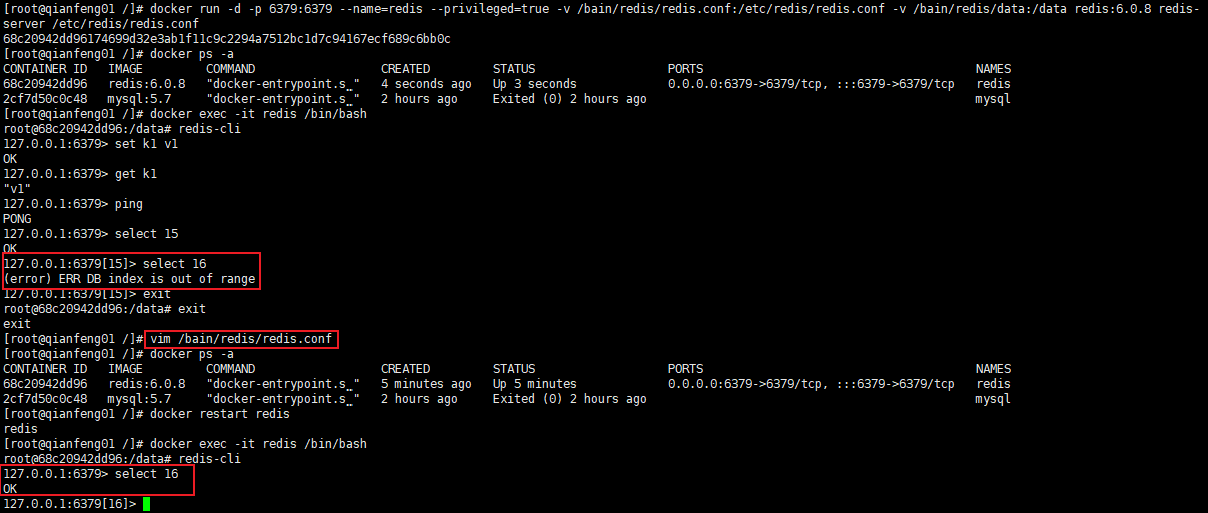 [root@qianfeng01 /]# docker run -d -p 6379:6379 --name=redis --privileged=true -v /bain/redis/redis.conf:/etc/redis/redis.conf -v /bain/redis/data:/data redis:6.0.8 redis-
server /etc/redis/redis.conf
68c20942dd96174699d32e3ab1f11c9c2294a7512bc1d7c94167ecf689c6bb0c
[root@qianfeng01 /]# docker ps -a
CONTAINER ID   IMAGE         COMMAND                  CREATED          STATUS                     PORTS                                       NAMES
68c20942dd96   redis:6.0.8   "docker-entrypoint.s…"   4 seconds ago    Up 3 seconds               0.0.0.0:6379->6379/tcp, :::6379->6379/tcp   redis
2cf7d50c0c48   mysql:5.7     "docker-entrypoint.s…"   2 hours ago      Exited (0) 2 hours ago                                                 mysql
[root@qianfeng01 /]# docker exec -it redis /bin/bash
root@68c20942dd96:/data# redis-cli
127.0.0.1:6379> set k1 v1
OK
127.0.0.1:6379> get k1
"v1"
127.0.0.1:6379> ping
PONG
127.0.0.1:6379> select 15
OK
127.0.0.1:6379[15]> select 16
(error) ERR DB index is out of range
127.0.0.1:6379[15]> exit
root@68c20942dd96:/data# exit
exit
[root@qianfeng01 /]# vim /bain/redis/redis.conf
[root@qianfeng01 /]# docker ps -a
CONTAINER ID   IMAGE         COMMAND                  CREATED          STATUS                     PORTS                                       NAMES
68c20942dd96   redis:6.0.8   "docker-entrypoint.s…"   5 minutes ago    Up 5 minutes               0.0.0.0:6379->6379/tcp, :::6379->6379/tcp   redis
2cf7d50c0c48   mysql:5.7     "docker-entrypoint.s…"   2 hours ago      Exited (0) 2 hours ago                                                 mysql
[root@qianfeng01 /]# docker restart redis
redis
[root@qianfeng01 /]# docker exec -it redis /bin/bash
root@68c20942dd96:/data# redis-cli
127.0.0.1:6379> select 16
OK
127.0.0.1:6379[16]>